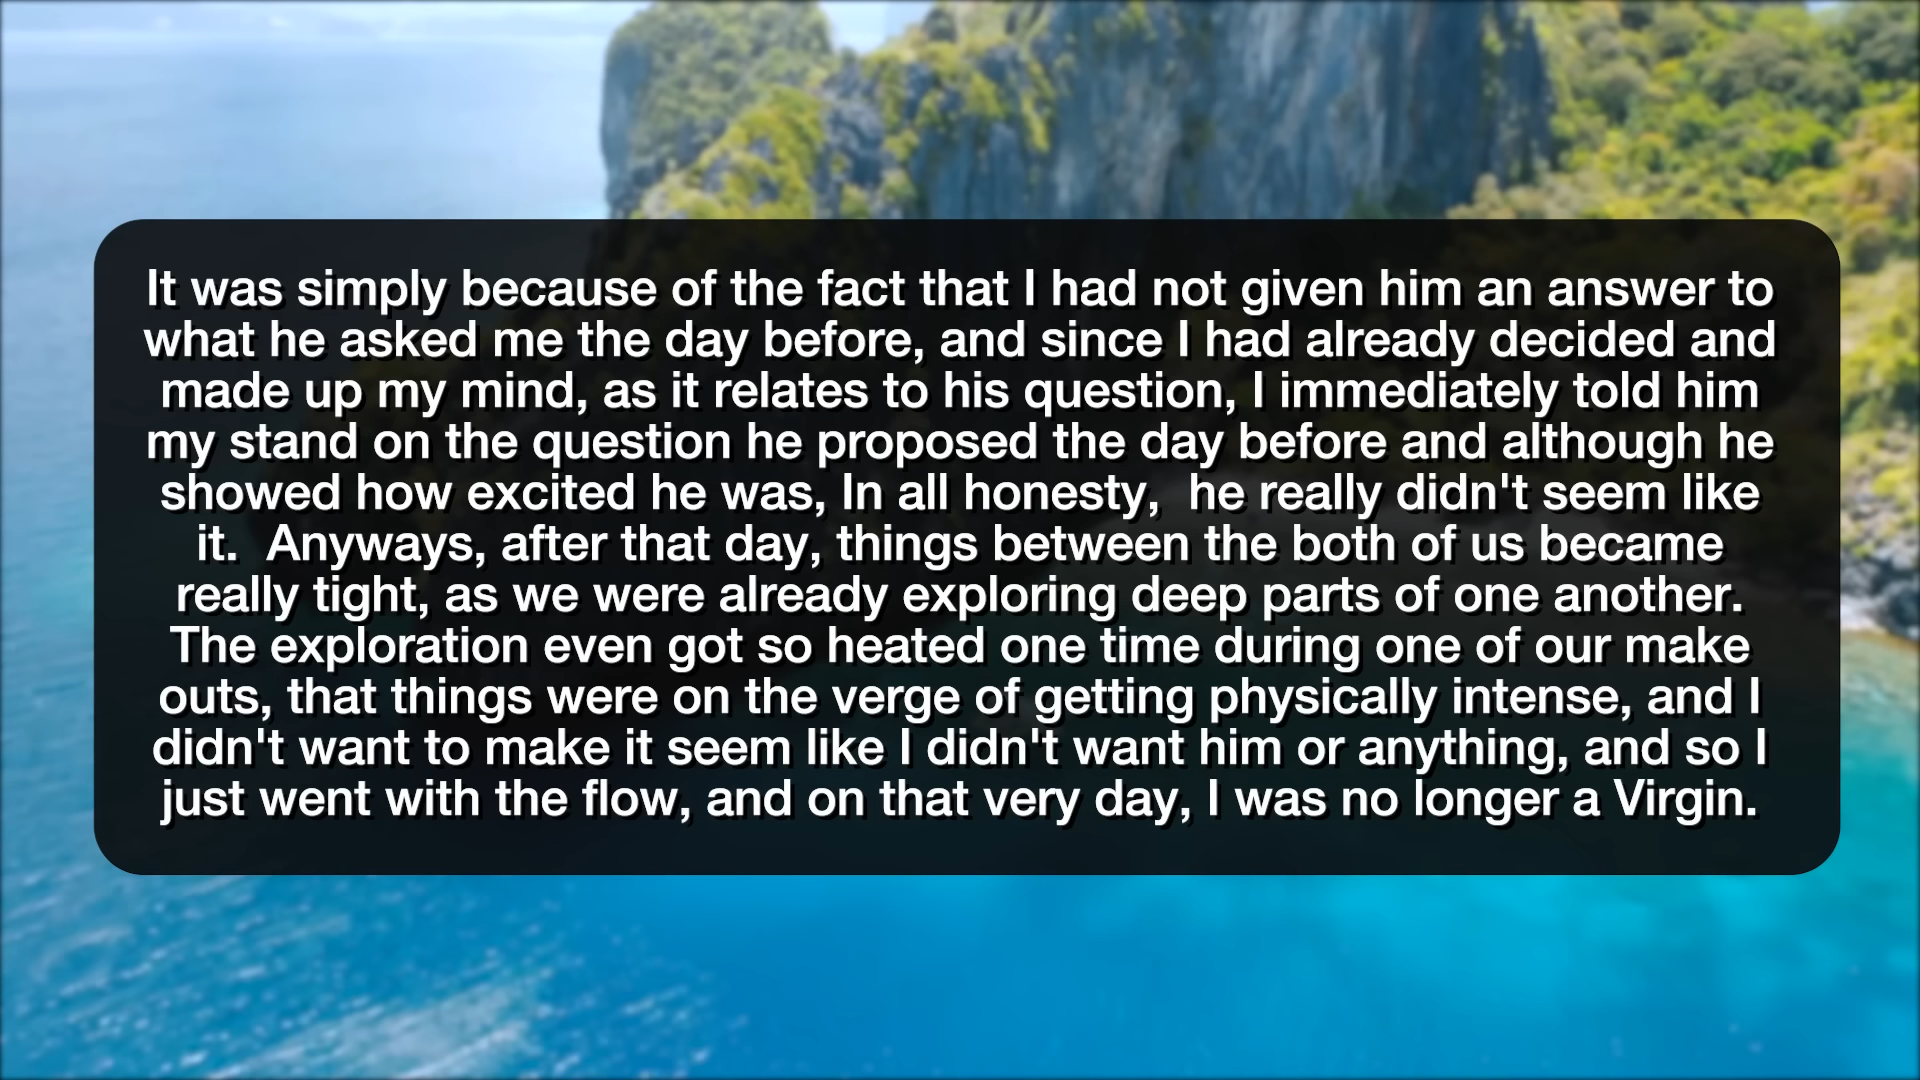 It was simply because of the fact that I had not given him an answer to
what he asked me the day before, and since I had already decided and
made up my mind, as it relates to his question, I immediately told him
my stand on the question he proposed the day before and although he
showed how excited he was, In all honesty,  he really didn't seem like
it.  Anyways, after that day, things between the both of us became
really tight, as we were already exploring deep parts of one another.
The exploration even got so heated one time during one of our make
outs, that things were on the verge of getting physically intense, and I
didn't want to make it seem like I didn't want him or anything, and so I
just went with the flow, and on that very day, I was no longer a Virgin.